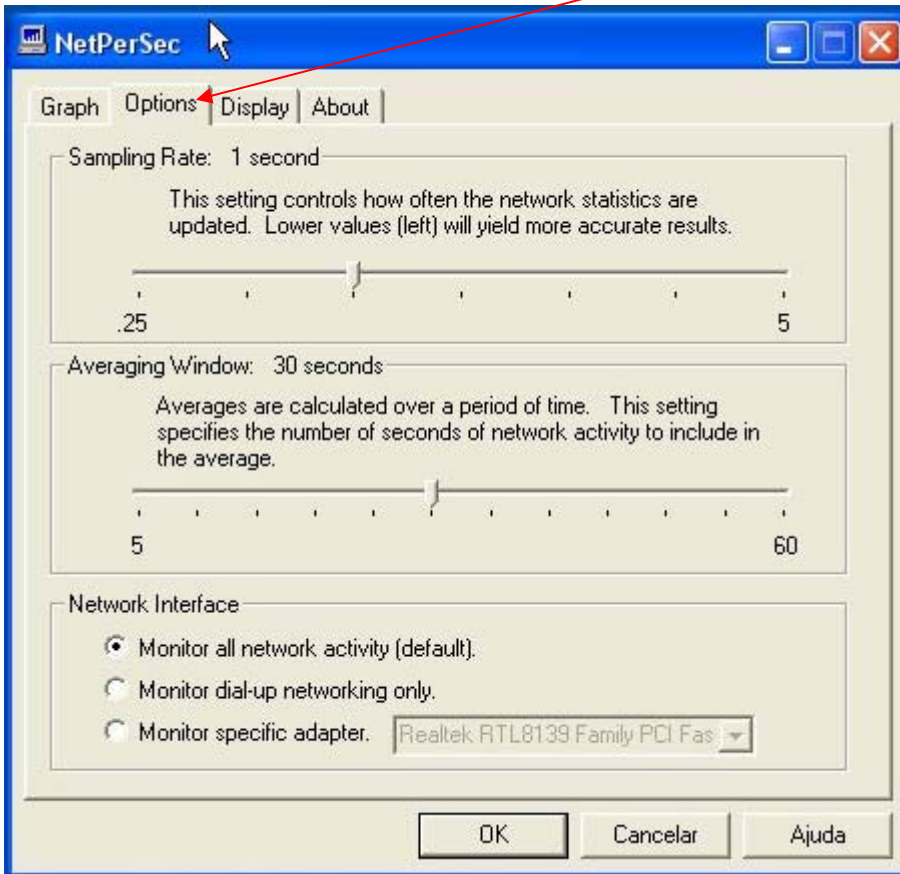 NetPerSec
Graph Options Display About
Sampling Rate: 1 second
This setting controls how often the network statistics are
updated. Lower values (left) will yield more accurate results.
.25 5
Averaging Window: 30 seconds
Averages are calculated over a period of time. This setting
specifies the number of seconds of network activity to include in
the average.
5 60
Network Interface
Monitor all network activity (default).
Monitor dial-up networking only.
Monitor specific adapter. Realtek RTL8139 Family PCI Fas
OK Cancelar Ajuda